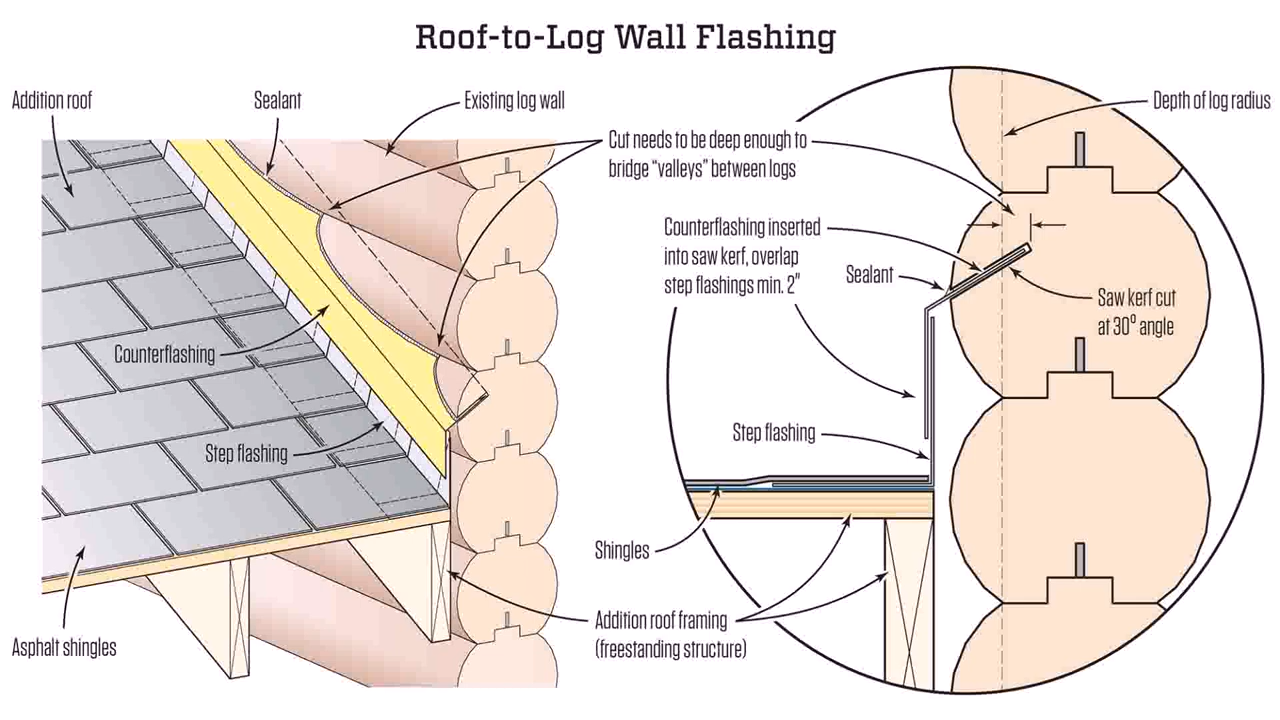 Roof-to-Log Wall Flashing
Addition roof
Sealant
Existing log wall
Cut needs to be deep enough to
bridge “valleys” between logs
Depth of log radius
Counterflashing inserted
into saw kerf, overlap
step flashings min. 2"
Sealant
Saw kerf cut
at 30° angle
Counterflashing
Step flashing
Step flashing
Shingles
Addition roof framing
(freestanding structure)
Asphalt shingles